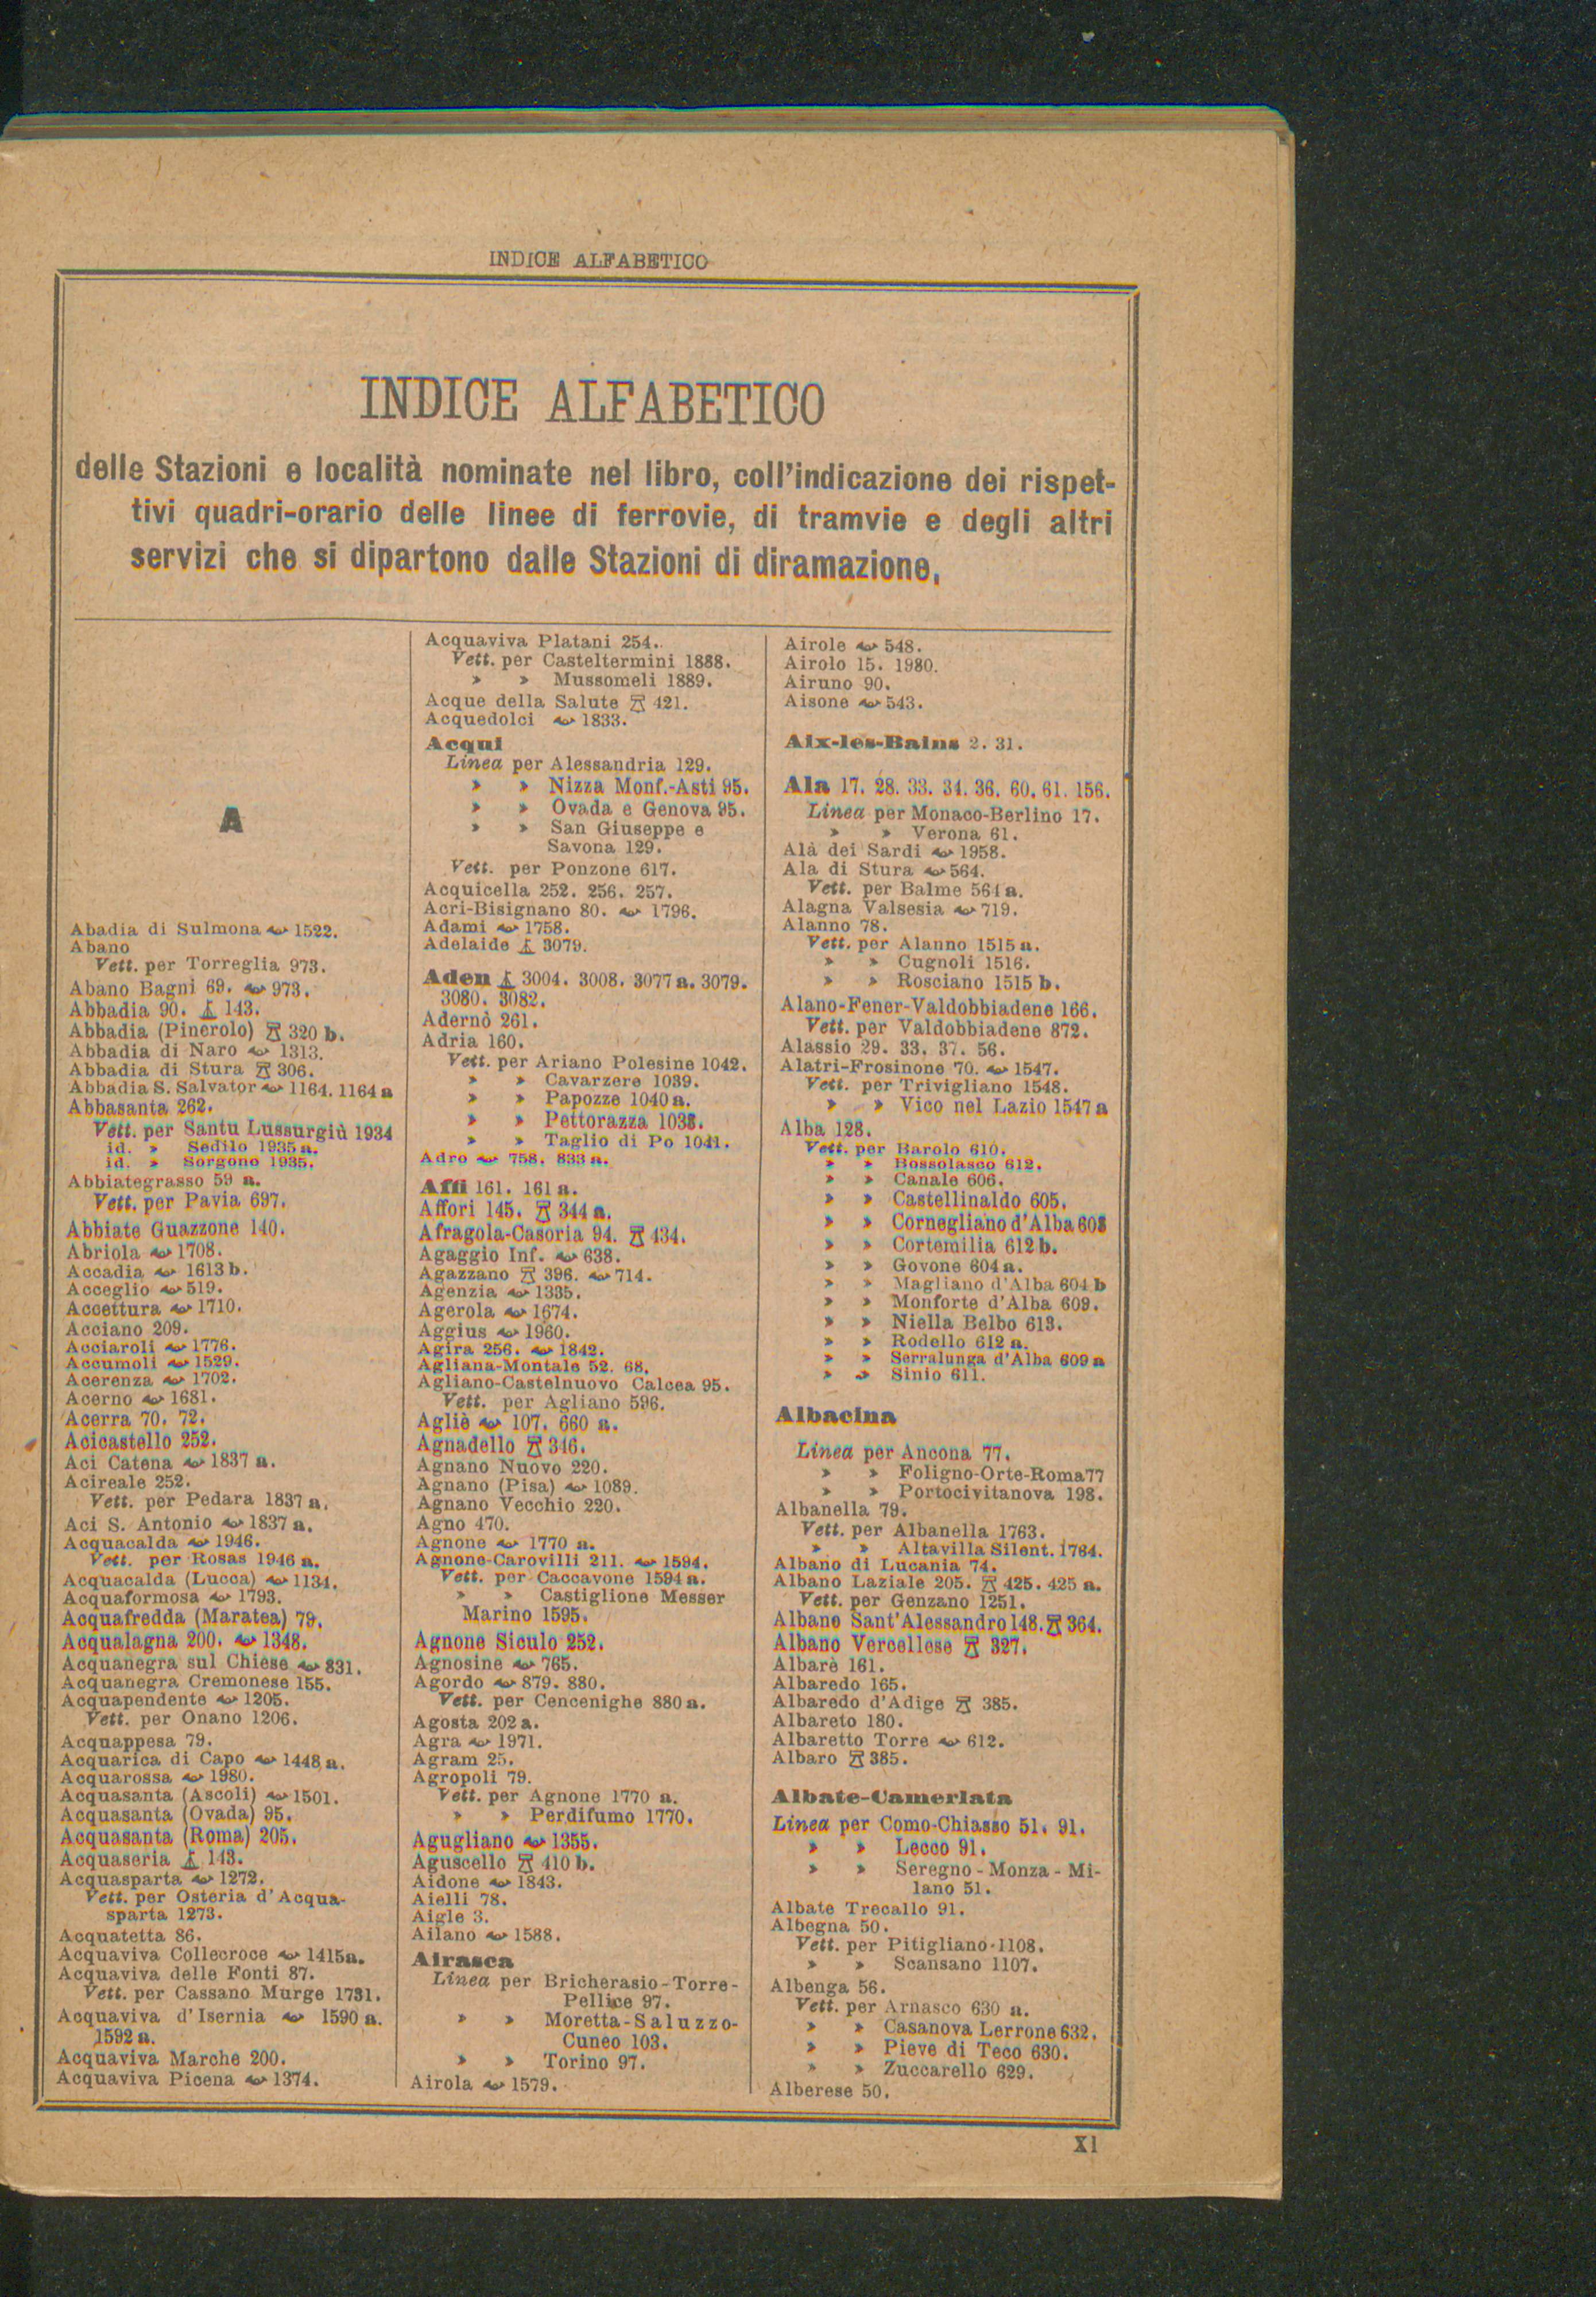 INDICE ALFABETICO
INDICE ALFABETICO
delle Stazioni e località nominate nel libro, coll'indicazione dei rispet-
tivi quadri-orario delle linee di ferrovie, di tramvie e degli altri
servizi che si dipartono dalle Stazioni di diramazione.
A
Abadia di Sulmona 1522.
Abano
Vett. per Torreglia 973.
Abano Bagni 69. 973.
Abbadia 90. 143.
Abbadia (Pinerolo) 320 b.
Abbadia di Naro 1313.
Abbadia di Stura 306.
Abbadia S. Salvator 1164. 1164 a
Abbasanta 262.
Vett. per Santu Lussurgiù 1934
id. » Sedilo 1935 a.
id. » Sorgono 1935.
Abbiategrasso 59 a.
Vett. per Pavia 697.
Abbiate Guazzone 140.
Abriola 1708.
Accadia 1613 b.
Acceglio 519.
Accettura 1710.
Acciano 209.
Acciaroli 1776.
Accumoli 1529.
Acerenza 1702.
Acerno 1681.
Acerra 70. 72.
Acicastello 252.
Aci Catena 1837 a.
Acireale 252.
Vett. per Pedara 1837 a.
Aci S. Antonio 1837 a.
Acquacalda 1946.
Vett. per Rosas 1946 a.
Acquacalda (Lucca) 1134.
Acquaformosa 1793.
Acquafredda (Maratea) 79.
Acqualagna 200. 1348.
Acquanegra sul Chiese 831.
Acquanegra Cremonese 155.
Acquapendente 1205.
Vett. per Onano 1206.
Acquappesa 79.
Acquarica di Capo 1448 a.
Acquarossa 1980.
Acquasanta (Ascoli) 1501.
Acquasanta (Ovada) 95.
Acquasanta (Roma) 205.
Acquaseria 143.
Acquasparta 1272.
Vett. per Osteria d'Acqua-
sparta 1273.
Acquatetta 86.
Acquaviva Collecroce 1415a.
Acquaviva delle Fonti 87.
Vett. per Cassano Murge 1731.
Acquaviva d'Isernia 1590 a.
1592 a.
Acquaviva Marche 200.
Acquaviva Picena 1374.
Acquaviva Platani 254.
Vett. per Casteltermini 1888.
» » Mussomeli 1889.
Acque della Salute 421.
Acquedolci 1833.
Acqui
Linea per Alessandria 129.
» » Nizza Monf.-Asti 95.
» » Ovada e Genova 95.
» » San Giuseppe e
Savona 129.
Vett. per Ponzone 617.
Acquicella 252. 256. 257.
Acri-Bisignano 80. 1796.
Adami 1758.
Adelaide 3079.
Aden 3004. 3008. 3077 a. 3079.
3080. 3082.
Adernò 261.
Adria 160.
Vett. per Ariano Polesine 1042.
» » Cavarzere 1039.
» » Papozze 1040 a.
» » Pettorazza 1038.
» » Taglio di Po 1041.
Adro 758. 833 a.
Affi 161. 161 a.
Affori 145. 344 a.
Afragola-Casoria 94. 434.
Agaggio Inf. 638.
Agazzano 396. 714.
Agenzia 1335.
Agerola 1674.
Aggius 1960.
Agira 256. 1842.
Agliana-Montale 52. 68.
Agliano-Castelnuovo Calcea 95.
Vett. per Agliano 596.
Agliè 107. 660 a.
Agnadello 346.
Agnano Nuovo 220.
Agnano (Pisa) 1089.
Agnano Vecchio 220.
Agno 470.
Agnone 1770 a.
Agnone-Carovilli 211. 1594.
Vett. per Caccavone 1594 a.
» » Castiglione Messer
Marino 1595.
Agnone Siculo 252.
Agnosine 765.
Agordo 879. 880.
Vett. per Cencenighe 880 a.
Agosta 202 a.
Agra 1971.
Agram 25.
Agropoli 79.
Vett. per Agnone 1770 a.
» » Perdifumo 1770.
Agugliano 1355.
Aguscello 410 b.
Aidone 1843.
Aielli 78.
Aigle 3.
Ailano 1588.
Airasca
Linea per Bricherasio-Torre-
Pellice 97.
» » Moretta-Saluzzo-
Cuneo 103.
» » Torino 97.
Airola 1579.
Airole 548.
Airolo 15. 1980.
Airuno 90.
Aisone 543.
Aix-les-Bains 2. 31.
Ala 17. 28. 33. 34. 36. 60. 61. 156.
Linea per Monaco-Berlino 17.
» » Verona 61.
Alà dei Sardi 1958.
Ala di Stura 564.
Vett. per Balme 564 a.
Alagna Valsesia 719.
Alanno 78.
Vett. per Alanno 1515 a.
» » Cugnoli 1516.
» » Rosciano 1515 b.
Alano-Fener-Valdobbiadene 166.
Vett. per Valdobbiadene 872.
Alassio 29. 33. 37. 56.
Alatri-Frosinone 70. 1547.
Vett. per Trivigliano 1548.
» » Vico nel Lazio 1547 a
Alba 128.
Vett. per Barolo 610.
» » Bossolasco 612.
» » Canale 606.
» » Castellinaldo 605.
» » Cornegliano d'Alba 608
» » Cortemilia 612 b.
» » Govone 604 a.
» » Magliano d'Alba 604 b
» » Monforte d'Alba 609.
» » Niella Belbo 613.
» » Rodello 612 a.
» » Serralunga d'Alba 609 a
» » Sinio 611.
Albacina
Linea per Ancona 77.
» » Foligno-Orte-Roma 77
» » Portocivitanova 198.
Albanella 79.
Vett. per Albanella 1763.
» » Altavilla Silent. 1764.
Albano di Lucania 74.
Albano Laziale 205. 425. 425 a.
Vett. per Genzano 1251.
Albano Sant'Alessandro 148. 364.
Albano Vercellese 327.
Albarè 161.
Albaredo 165.
Albaredo d'Adige 385.
Albareto 180.
Albaretto Torre 612.
Albaro 385.
Albate-Camerlata
Linea per Como-Chiasso 51. 91.
» » Lecco 91.
» » Seregno - Monza - Mi-
lano 51.
Albate Trecallo 91.
Albegna 50.
Vett. per Pitigliano 1108.
» » Scansano 1107.
Albenga 56.
Vett. per Arnasco 630 a.
» » Casanova Lerrone 632.
» » Pieve di Teco 630.
» » Zuccarello 629.
Alberese 50.
XI